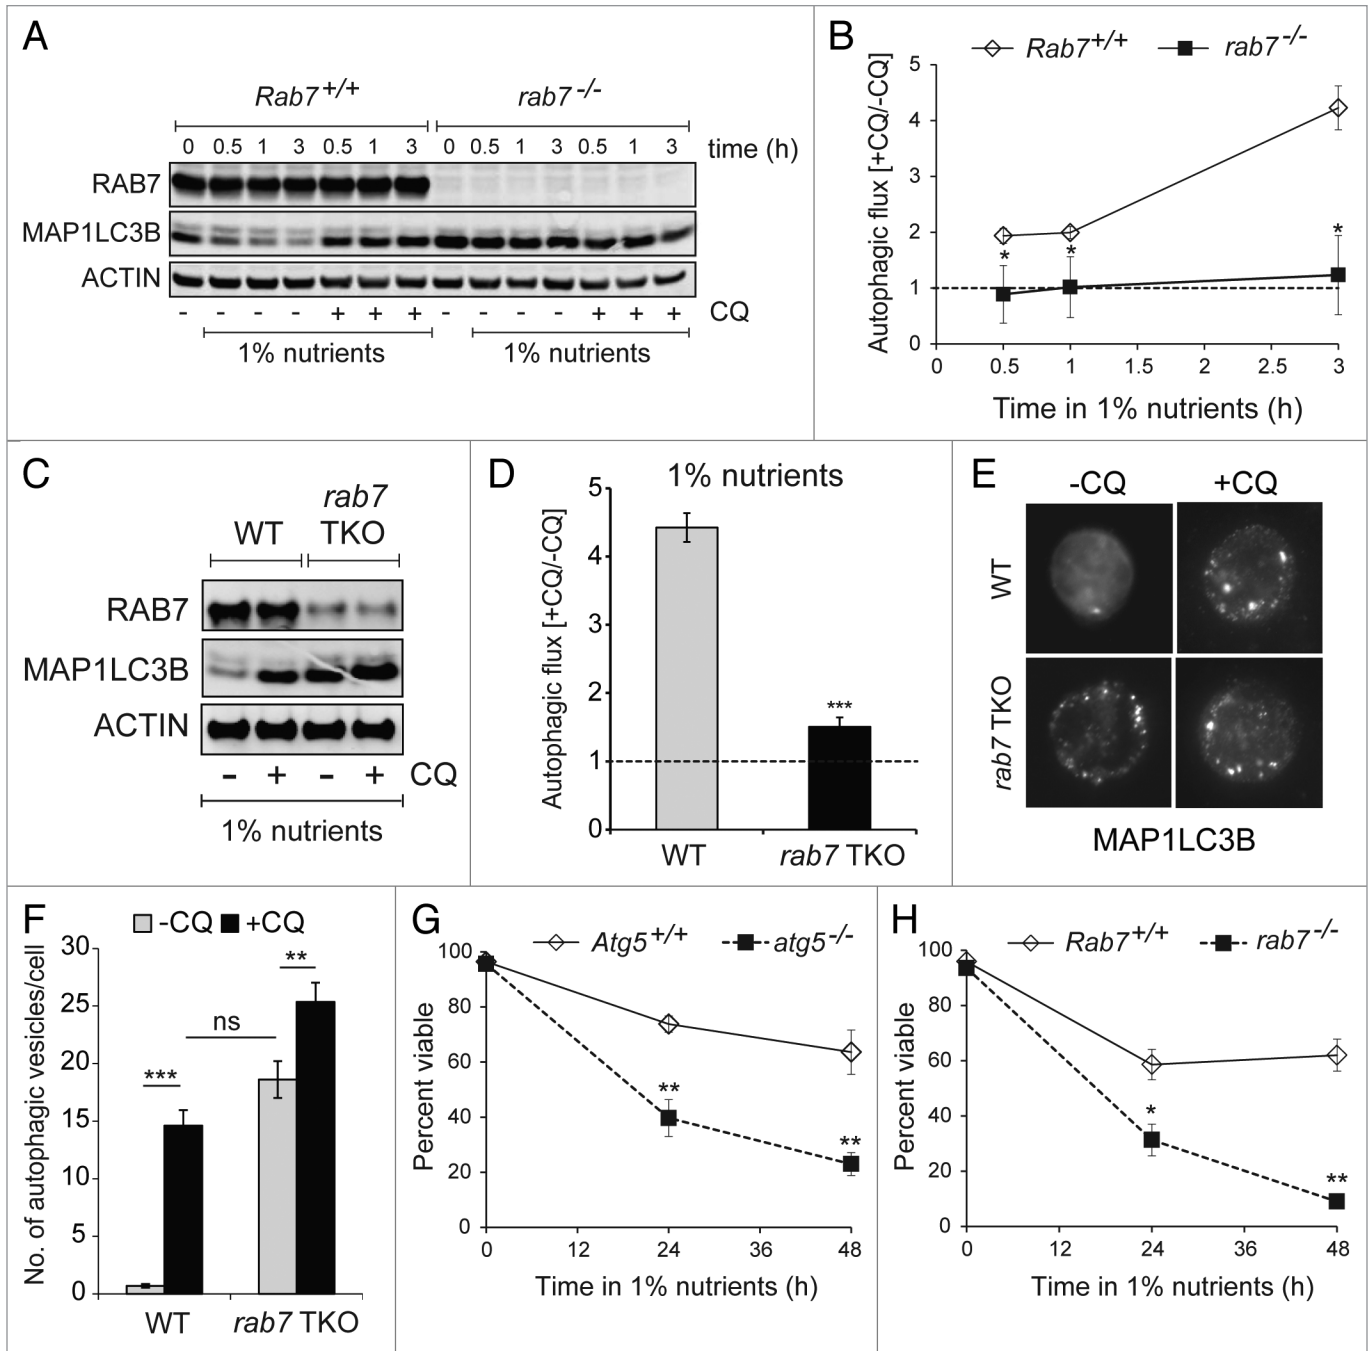 A
Rab7+/+ rab7-/-
0 0.5 1 3 0.5 1 3 0 0.5 1 3 0.5 1 3 time (h)
RAB7
MAP1LC3B
ACTIN
- - - - + + + - - - - + + + CQ
1% nutrients 1% nutrients
B
Rab7+/+ rab7-/-
Autophagic flux [+CQ/-CQ]
5
4
3
2
1
0
* * *
0 0.5 1 1.5 2 2.5 3
Time in 1% nutrients (h)
C
rab7
WT TKO
RAB7
MAP1LC3B
ACTIN
- + - + CQ
1% nutrients
D
1% nutrients
Autophagic flux [+CQ/-CQ]
5
4
3
2
1
0
***
WT rab7 TKO
E
-CQ +CQ
WT
rab7 TKO
MAP1LC3B
F
-CQ +CQ
No. of autophagic vesicles/cell
30
25
20
15
10
5
0
*** ns **
WT rab7 TKO
G
Atg5+/+ atg5-/-
Percent viable
100
80
60
40
20
0
** **
0 12 24 36 48
Time in 1% nutrients (h)
H
Rab7+/+ rab7-/-
Percent viable
100
80
60
40
20
0
* **
0 12 24 36 48
Time in 1% nutrients (h)